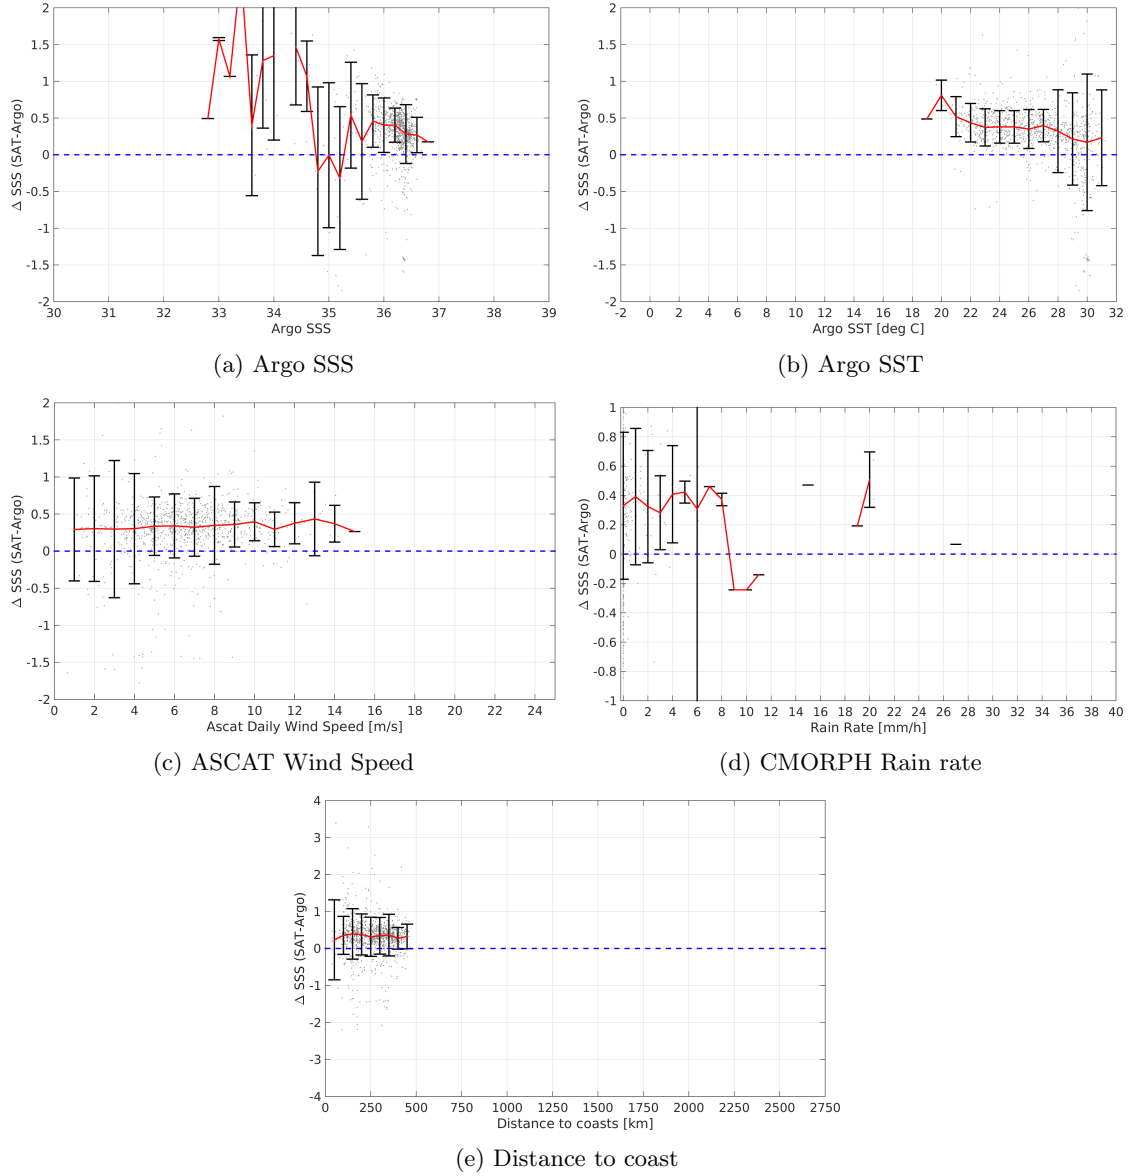 2
1.5
1
0.5
0
-0.5
-1
-1.5
-2
30 31 32 33 34 35 36 37 38 39
Δ SSS (SAT-Argo)
Argo SSS
(a) Argo SSS
2
1.5
1
0.5
0
-0.5
-1
-1.5
-2
-2 0 2 4 6 8 10 12 14 16 18 20 22 24 26 28 30 32
Δ SSS (SAT-Argo)
Argo SST [deg C]
(b) Argo SST
2
1.5
1
0.5
0
-0.5
-1
-1.5
-2
0 2 4 6 8 10 12 14 16 18 20 22 24
Δ SSS (SAT-Argo)
Ascat Daily Wind Speed [m/s]
(c) ASCAT Wind Speed
1
0.8
0.6
0.4
0.2
0
-0.2
-0.4
-0.6
-0.8
-1
0 2 4 6 8 10 12 14 16 18 20 22 24 26 28 30 32 34 36 38 40
Δ SSS (SAT-Argo)
Rain Rate [mm/h]
(d) CMORPH Rain rate
4
3
2
1
0
-1
-2
-3
-4
0 250 500 750 1000 1250 1500 1750 2000 2250 2500 2750
Δ SSS (SAT-Argo)
Distance to coasts [km]
(e) Distance to coast